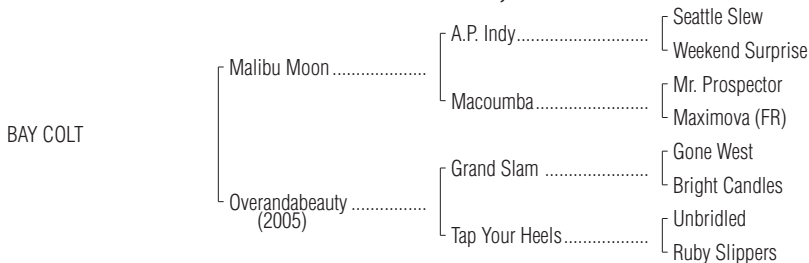 Seattle Slew
A.P. Indy
Weekend Surprise
Malibu Moon
Mr. Prospector
Macoumba
Maximova (FR)
BAY COLT
Gone West
Grand Slam
Bright Candles
Overandabeauty
(2005)
Unbridled
Tap Your Heels
Ruby Slippers